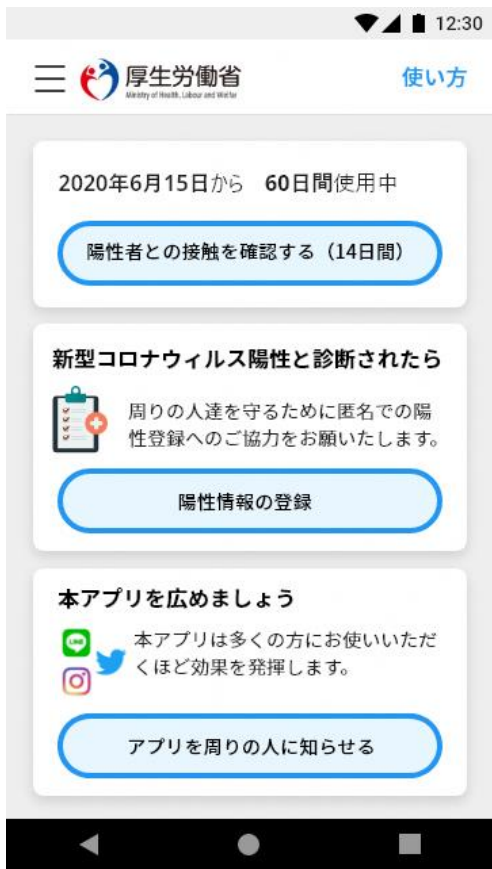 12:30
厚生労働省
Ministry of Health, Labour and Welfar
使い方
2020年6月15日から 60日間使用中
陽性者との接触を確認する（14日間）
新型コロナウィルス陽性と診断されたら
周りの人達を守るために匿名での陽
性登録へのご協力をお願いたします。
陽性情報の登録
本アプリを広めましょう
LINE
本アプリは多くの方にお使いいただ
くほど効果を発揮します。
アプリを周りの人に知らせる